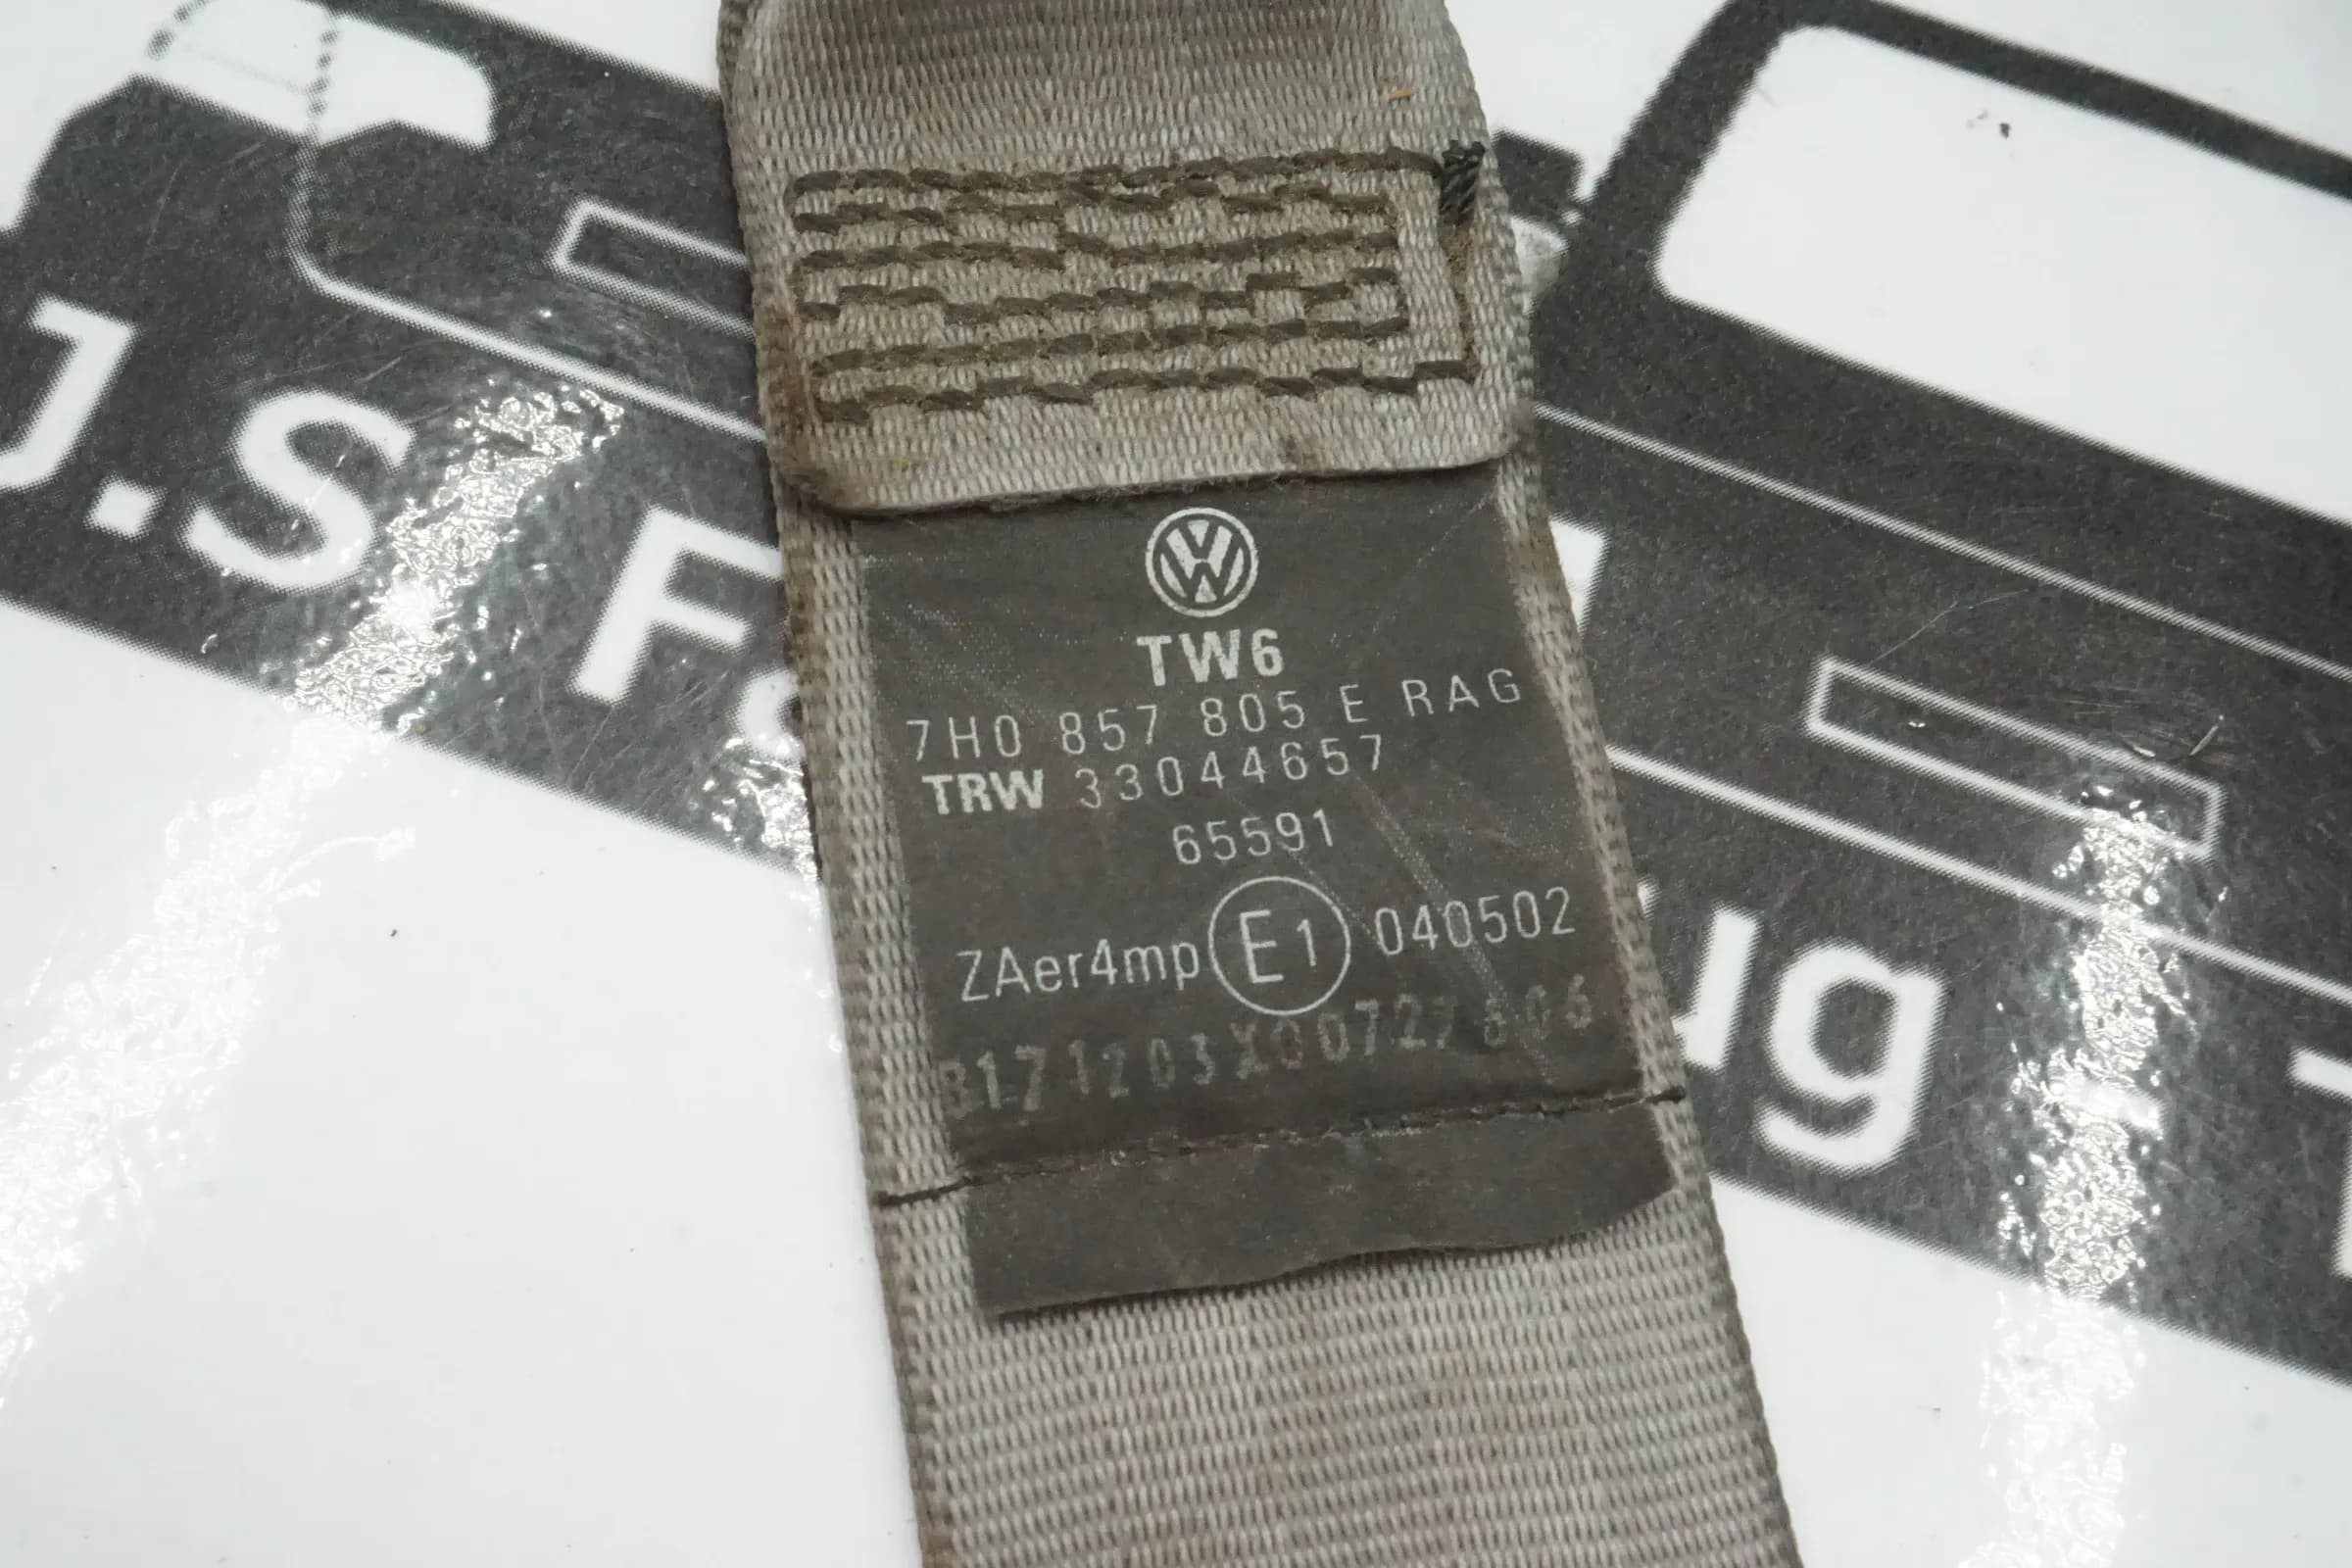 J.S
TW6
7H0 857 805 E RAG
TRW 33044657
65591
ZAer4mp E1 040502